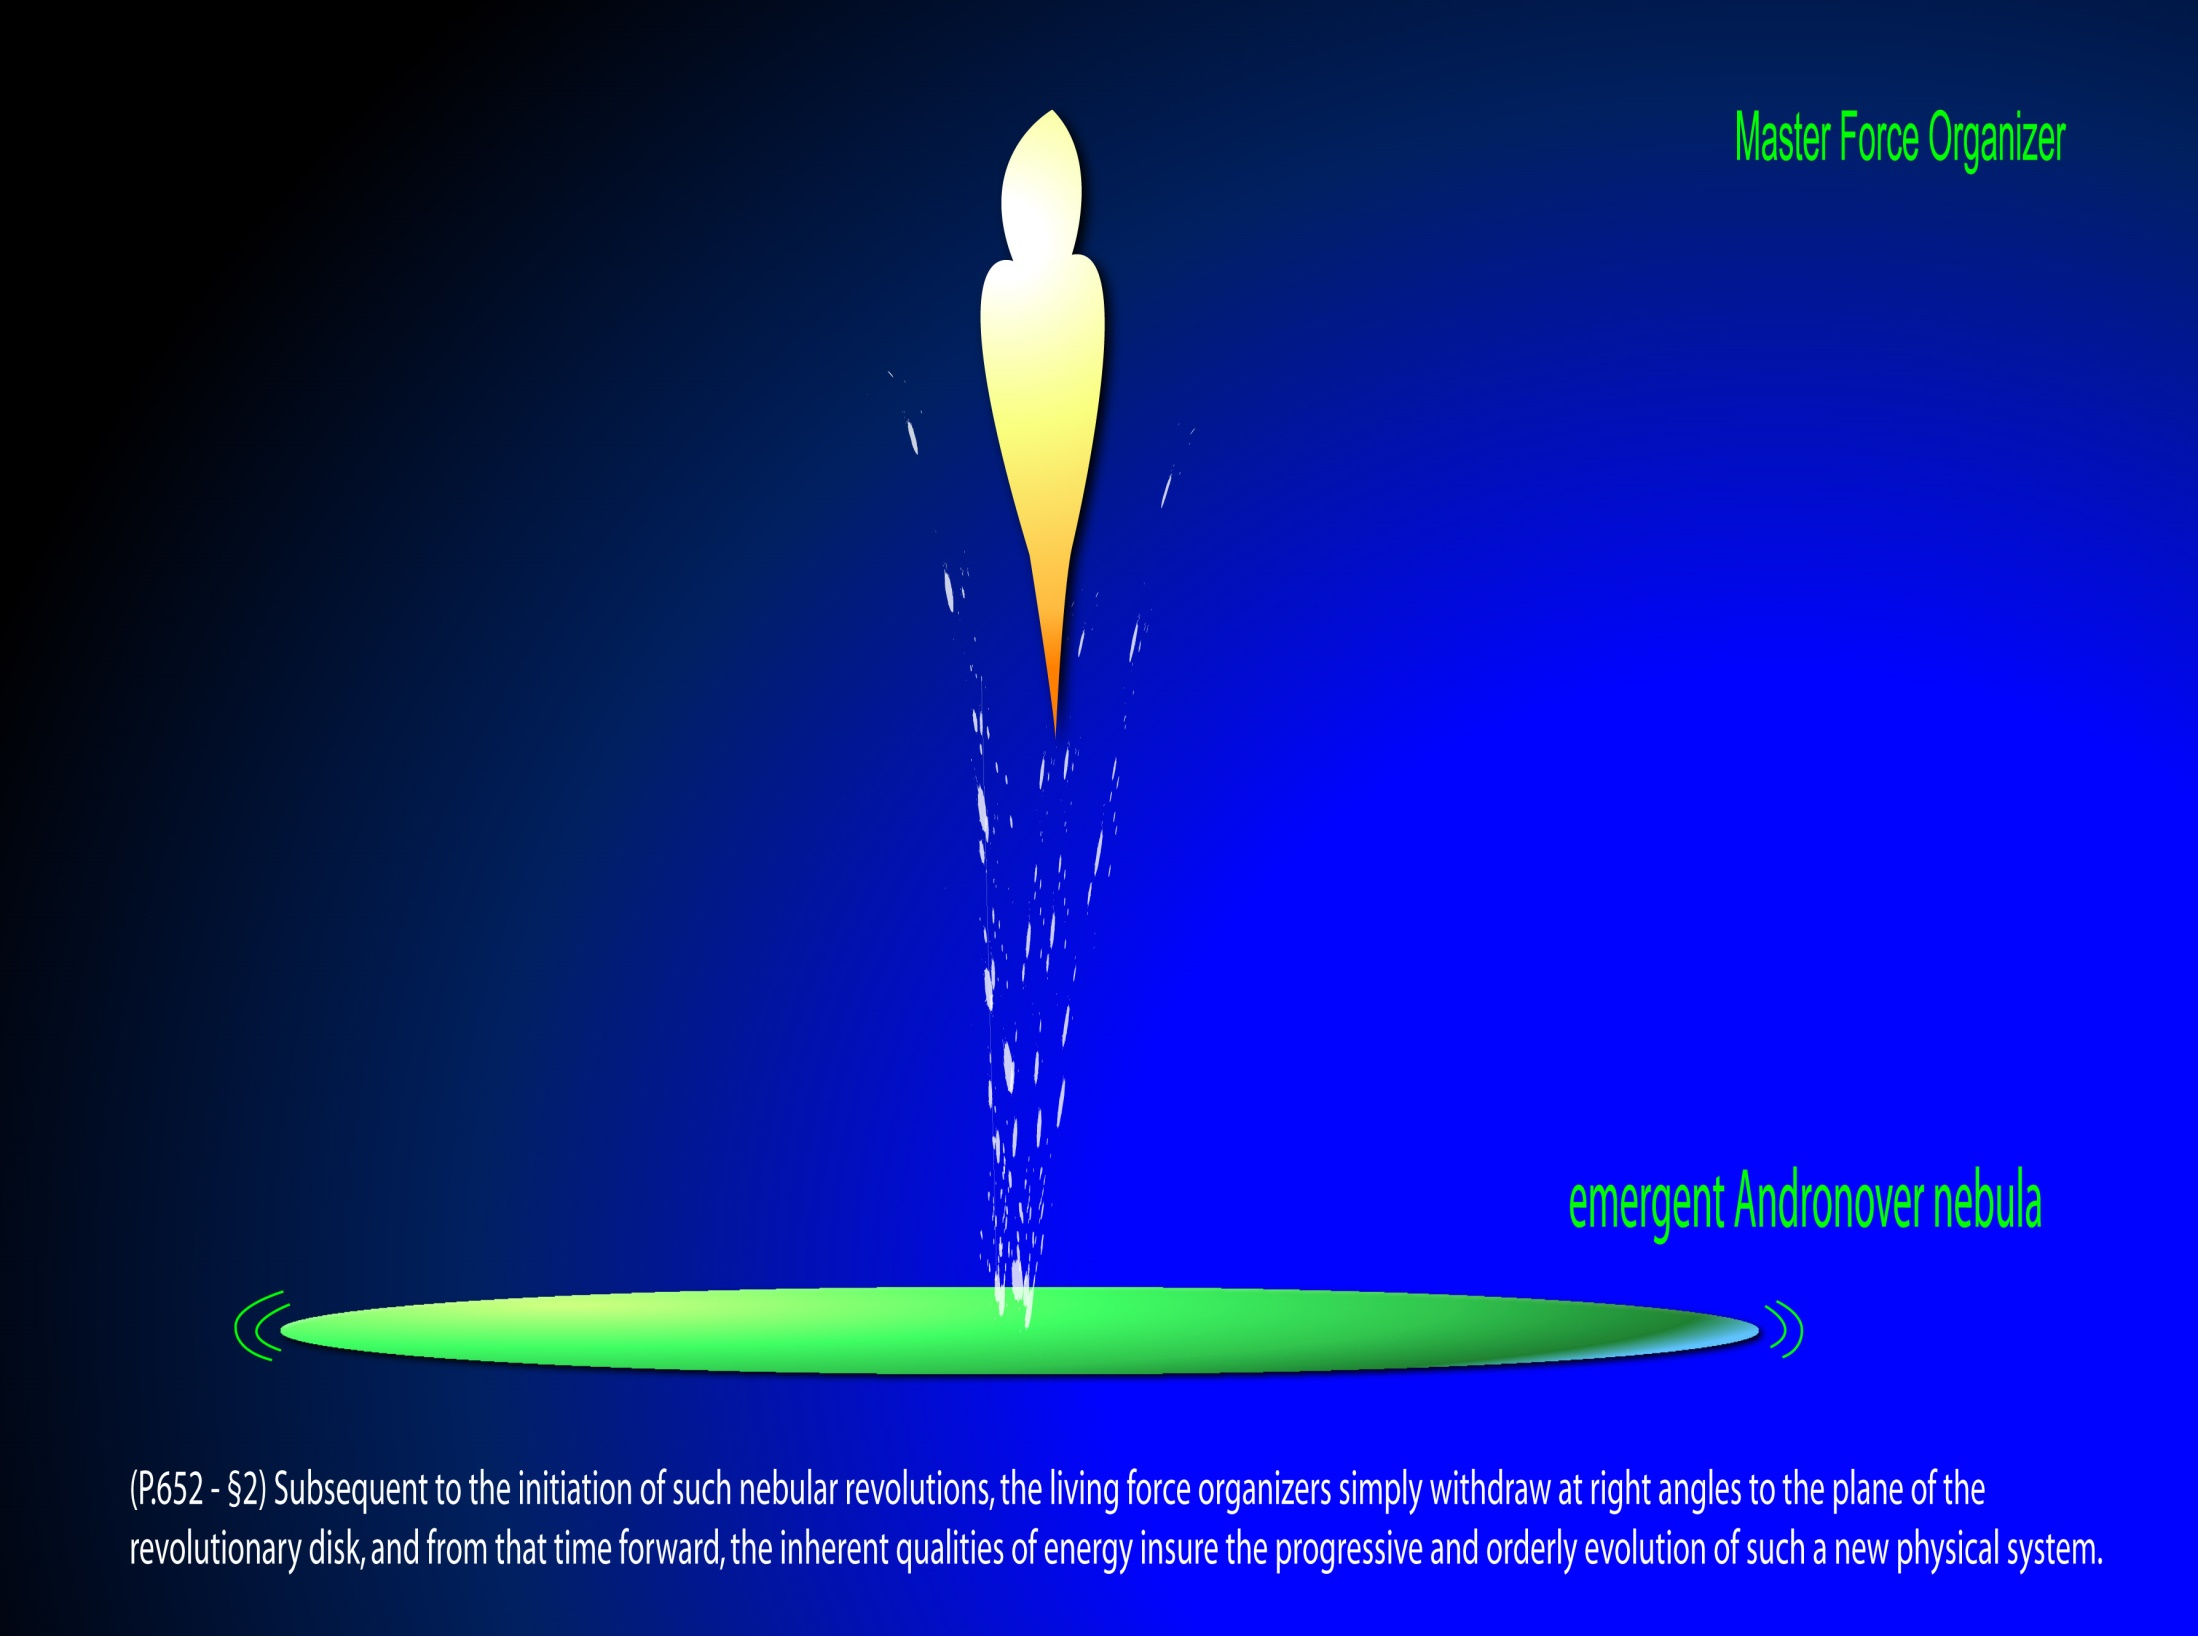 Master Force Organizer
emergent Andronover nebula
(P.652 - §2) Subsequent to the initiation of such nebular revolutions, the living force organizers simply withdraw at right angles to the plane of the
revolutionary disk, and from that time forward, the inherent qualities of energy insure the progressive and orderly evolution of such a new physical system.